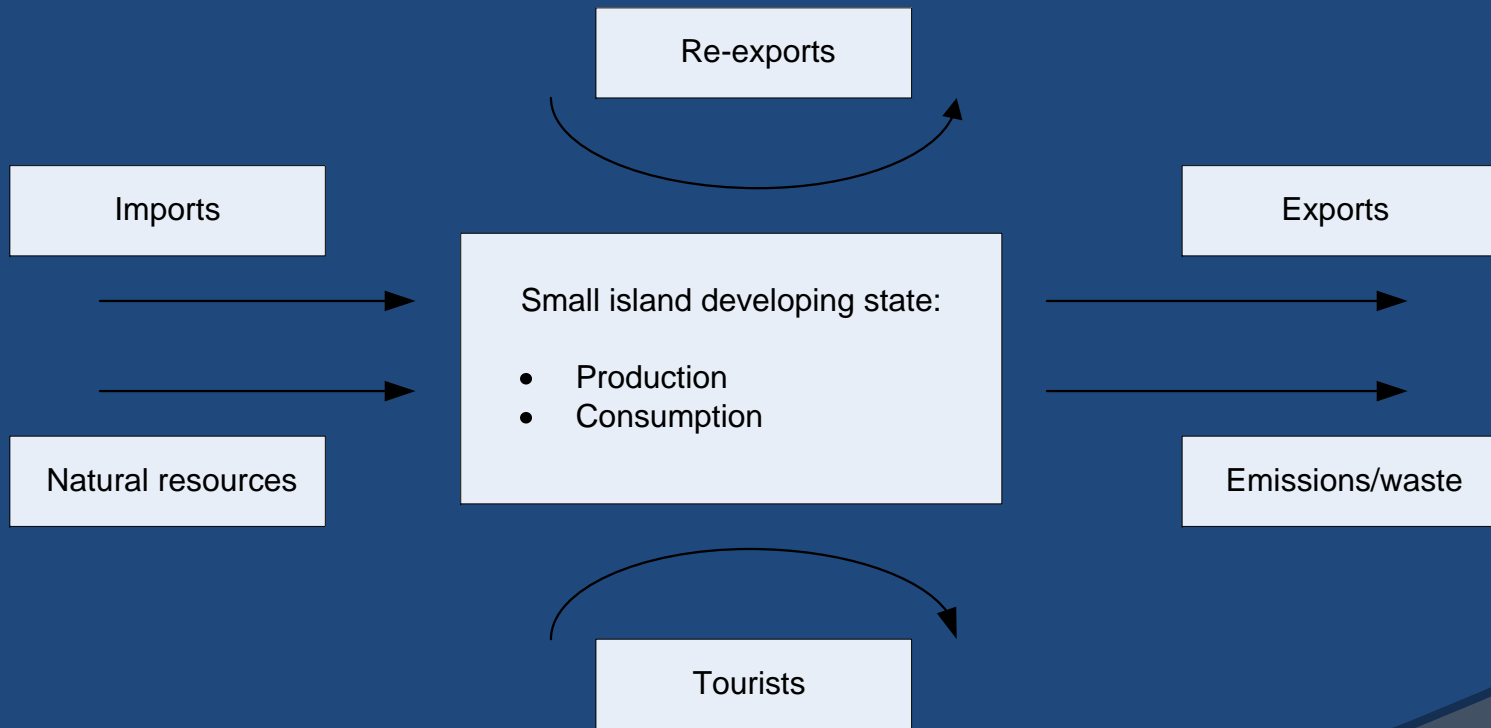 Re-exports
Imports
Exports
Small island developing state:
• Production
• Consumption
Natural resources
Emissions/waste
Tourists